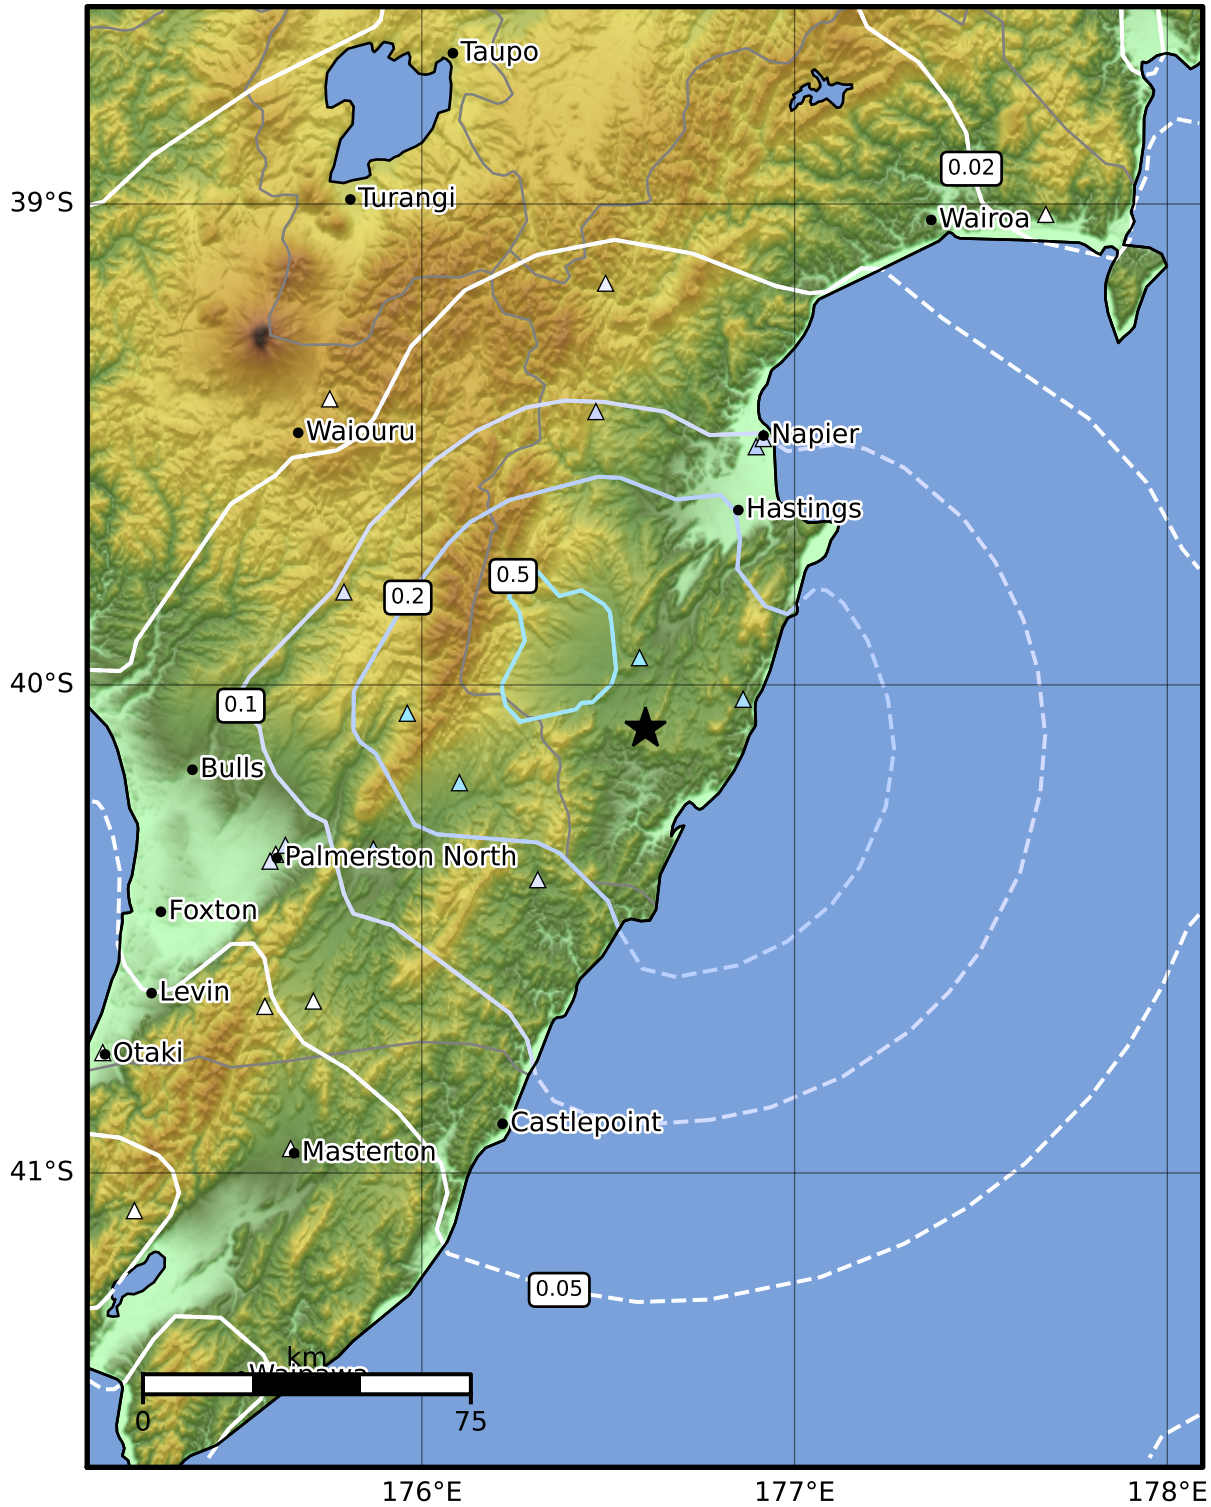 Taupo
0.02
Turangi
39°S
Wairoa
Waiouru
Napier
Hastings
0.5
0.2
40°S
0.1
Bulls
Palmerston North
Foxton
Levin
Otaki
Castlepoint
Masterton
41°S
0.05
km
0
75
176°E
177°E
178°E